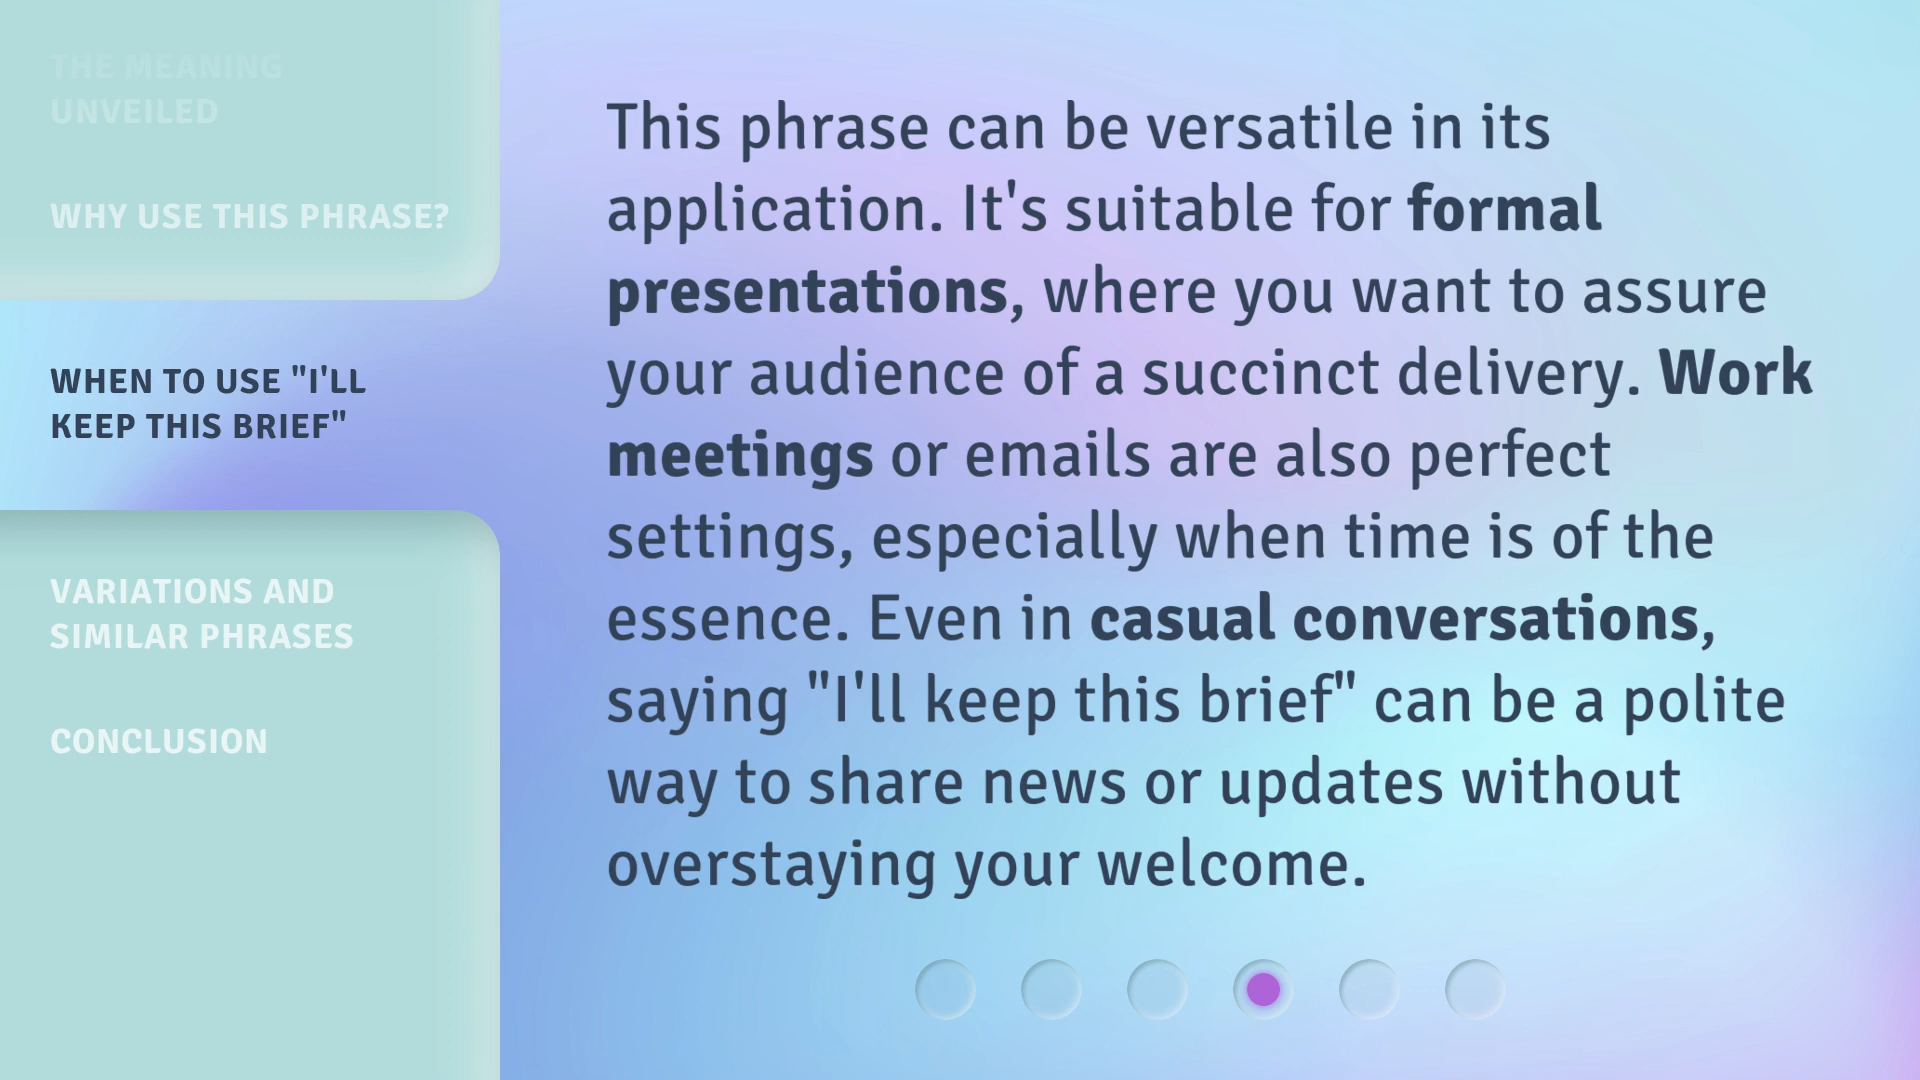 THE MEANING
UNVEILED
WHY USE THIS PHRASE?
WHEN TO USE "I'LL
KEEP THIS BRIEF"
VARIATIONS AND
SIMILAR PHRASES
CONCLUSION
This phrase can be versatile in its
application. It's suitable for formal
presentations, where you want to assure
your audience of a succinct delivery. Work
meetings or emails are also perfect
settings, especially when time is of the
essence. Even in casual conversations,
saying "I'll keep this brief" can be a polite
way to share news or updates without
overstaying your welcome.